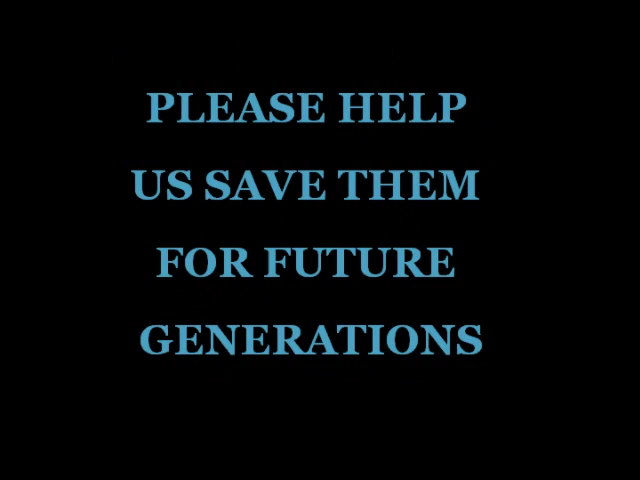 PLEASE HELP
US SAVE THEM
FOR FUTURE
GENERATIONS